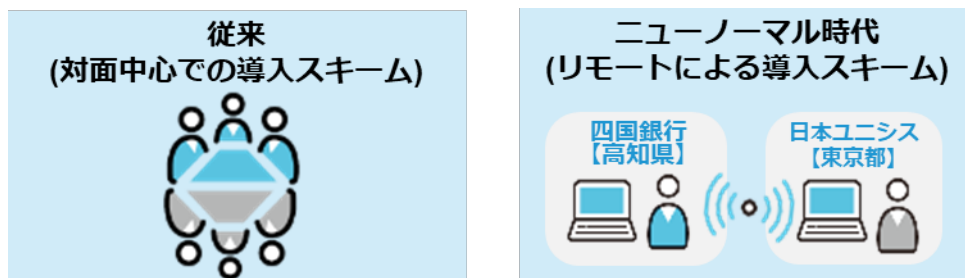 従来
(対面中心での導入スキーム)
ニューノーマル時代
(リモートによる導入スキーム)
四国銀行
【高知県】
日本ユニシス
【東京都】